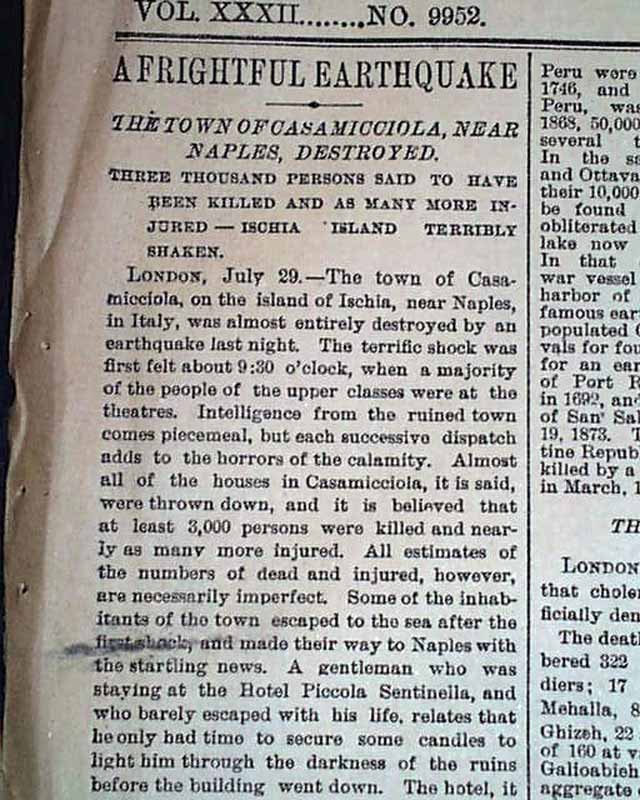 VOL. XXXII........NO. 9952.
A FRIGHTFUL EARTHQUAKE
THE TOWN OF CASAMICCIOLA, NEAR
NAPLES, DESTROYED.
THREE THOUSAND PERSONS SAID TO HAVE
BEEN KILLED AND AS MANY MORE IN-
JURED — ISCHIA ISLAND TERRIBLY
SHAKEN.
LONDON, July 29.—The town of Casa-
micciola, on the island of Ischia, near Naples,
in Italy, was almost entirely destroyed by an
earthquake last night. The terrific shock was
first felt about 9:30 o'clock, when a majority
of the people of the upper classes were at the
theatres. Intelligence from the ruined town
comes piecemeal, but each successive dispatch
adds to the horrors of the calamity. Almost
all of the houses in Casamicciola, it is said,
were thrown down, and it is believed that
at least 3,000 persons were killed and near-
ly as many more injured. All estimates of
the numbers of dead and injured, however,
are necessarily imperfect. Some of the inhab-
itants of the town escaped to the sea after the
first shock, and made their way to Naples with
the startling news. A gentleman who was
staying at the Hotel Piccola Sentinella, and
who barely escaped with his life, relates that
he only had time to secure some candles to
light him through the darkness of the ruins
before the building went down. The hotel, it
Peru were
1746, and
Peru, was
1868, 50,000
several
In the
and Ottava
their 10,000
be found
obliterated
lake now
In that
war vessel
harbor of
famous
populated
vals for
for an
of Port
in 1692,
of San
19, 1873.
tine
killed by a
in March,
TH
LONDON
that
ficially
The
bered 322
diers; 17
Mehalla,
Ghizeh, 22
of 160 at
Galioabieh
aggregate